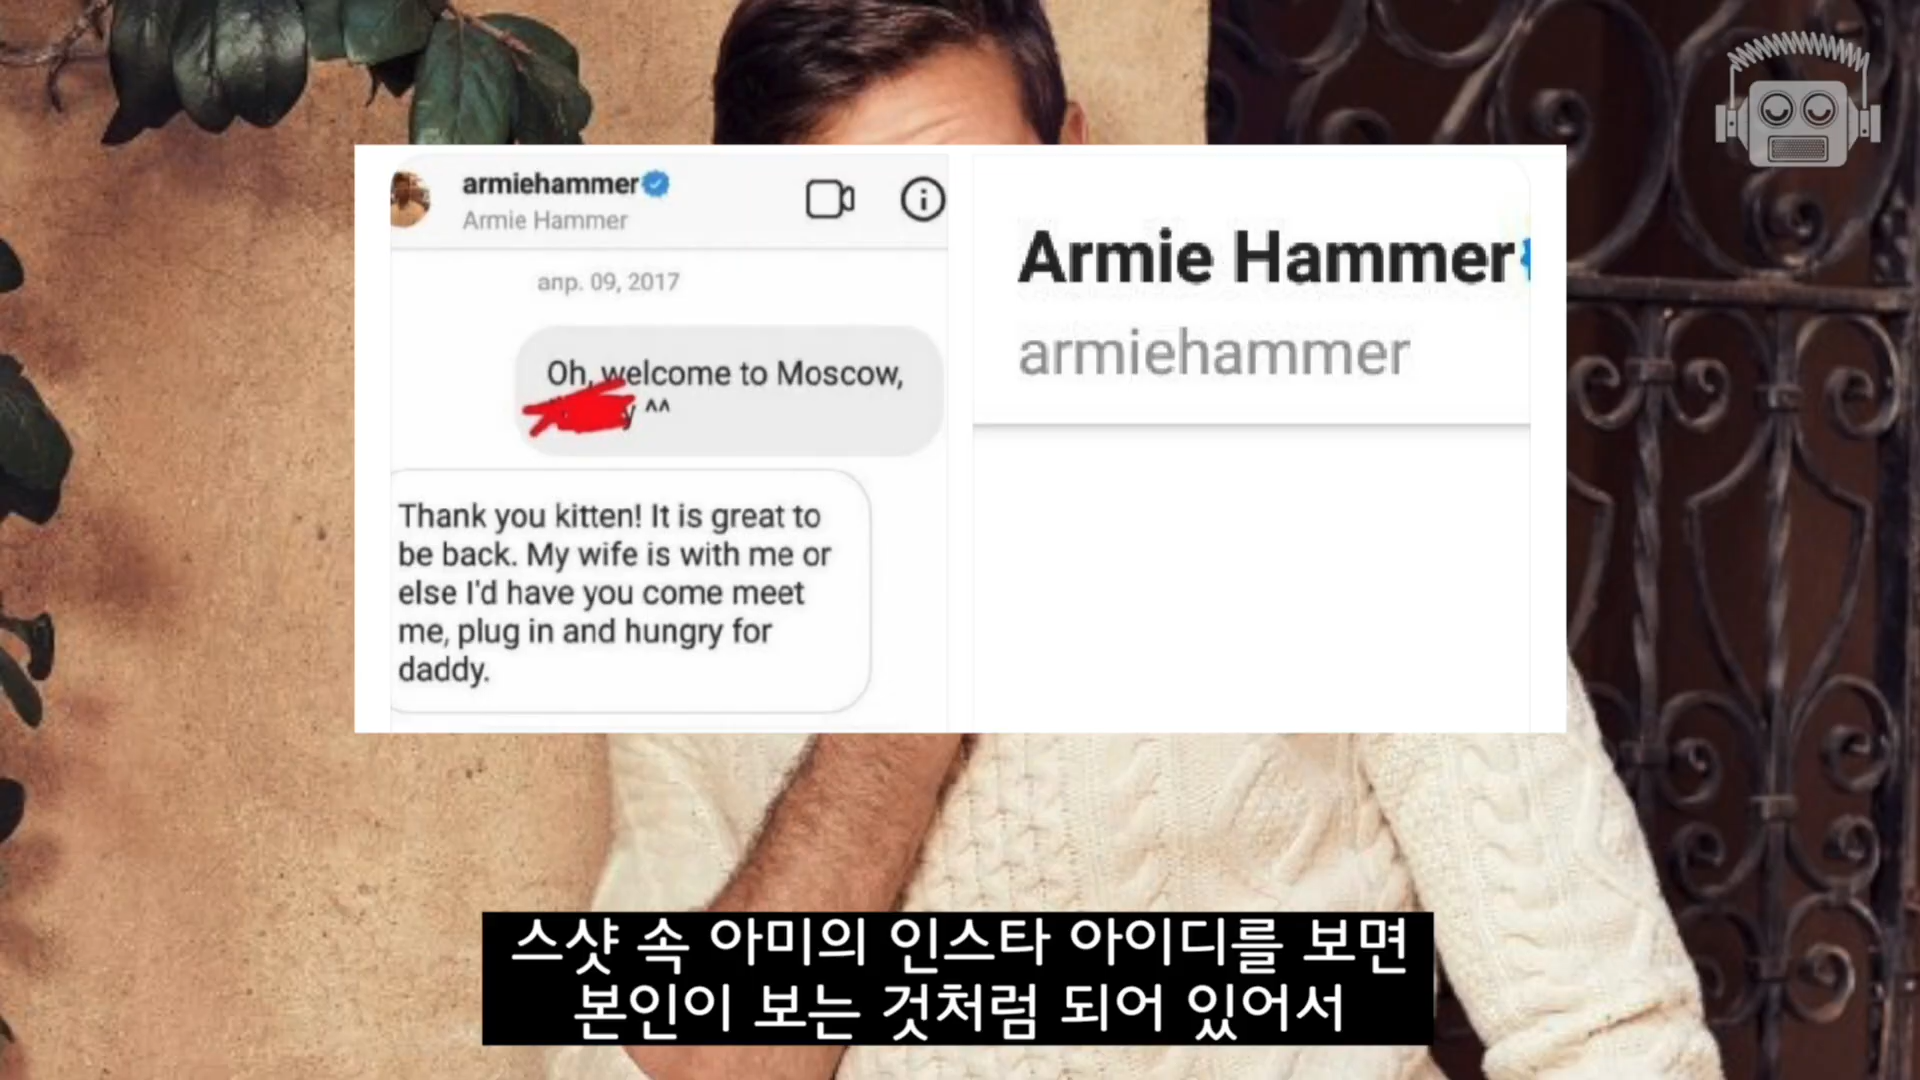 armiehammer
Armie Hammer
апр. 09, 2017
Oh, welcome to Moscow,
^^
Thank you kitten! It is great to
be back. My wife is with me or
else I'd have you come meet
me, plug in and hungry for
daddy.
Armie Hammer
armiehammer
스샷 속 아미의 인스타 아이디를 보면
본인이 보는 것처럼 되어 있어서